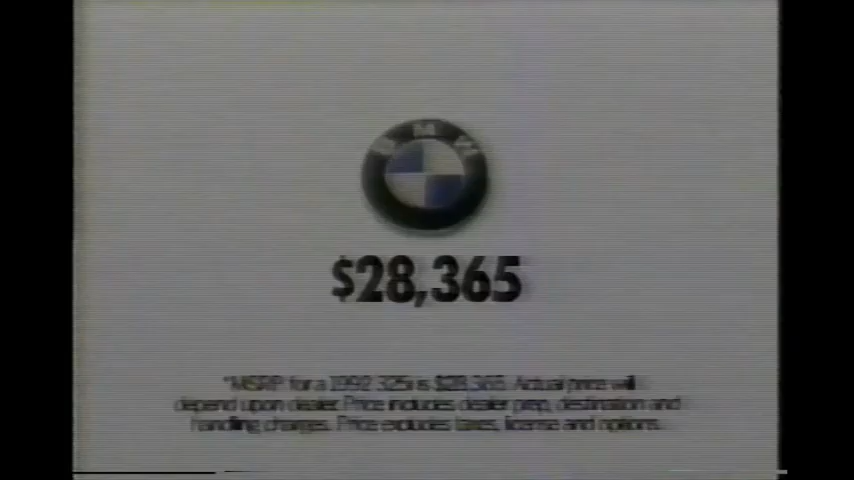 BMW
$28,365
"MSRP for a 1992 325i is $28,365. Actual price will
depend upon dealer. Price includes dealer prep, destination and
handling charges. Price excludes taxes, license and options.